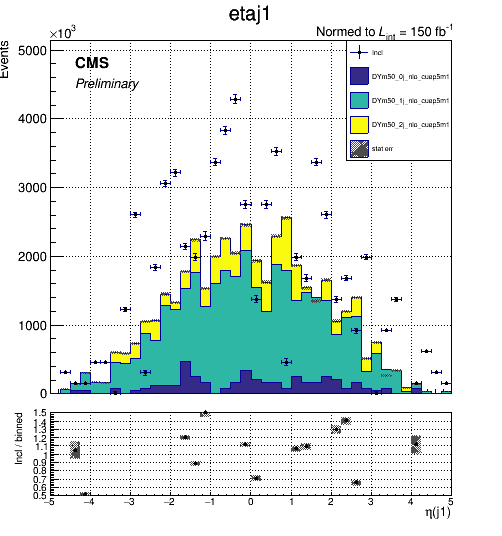 etaj1
×10³
Normed to L_int = 150 fb⁻¹
Events
CMS
Preliminary
Incl
DYm50_0j_nlo_cuep5m1
DYm50_1j_nlo_cuep5m1
DYm50_2j_nlo_cuep5m1
stat err
5000
4000
3000
2000
1000
0
Incl / binned
1.5
1.4
1.3
1.2
1.1
1
0.9
0.8
0.7
0.6
0.5
−5 −4 −3 −2 −1 0 1 2 3 4 5
η(j1)